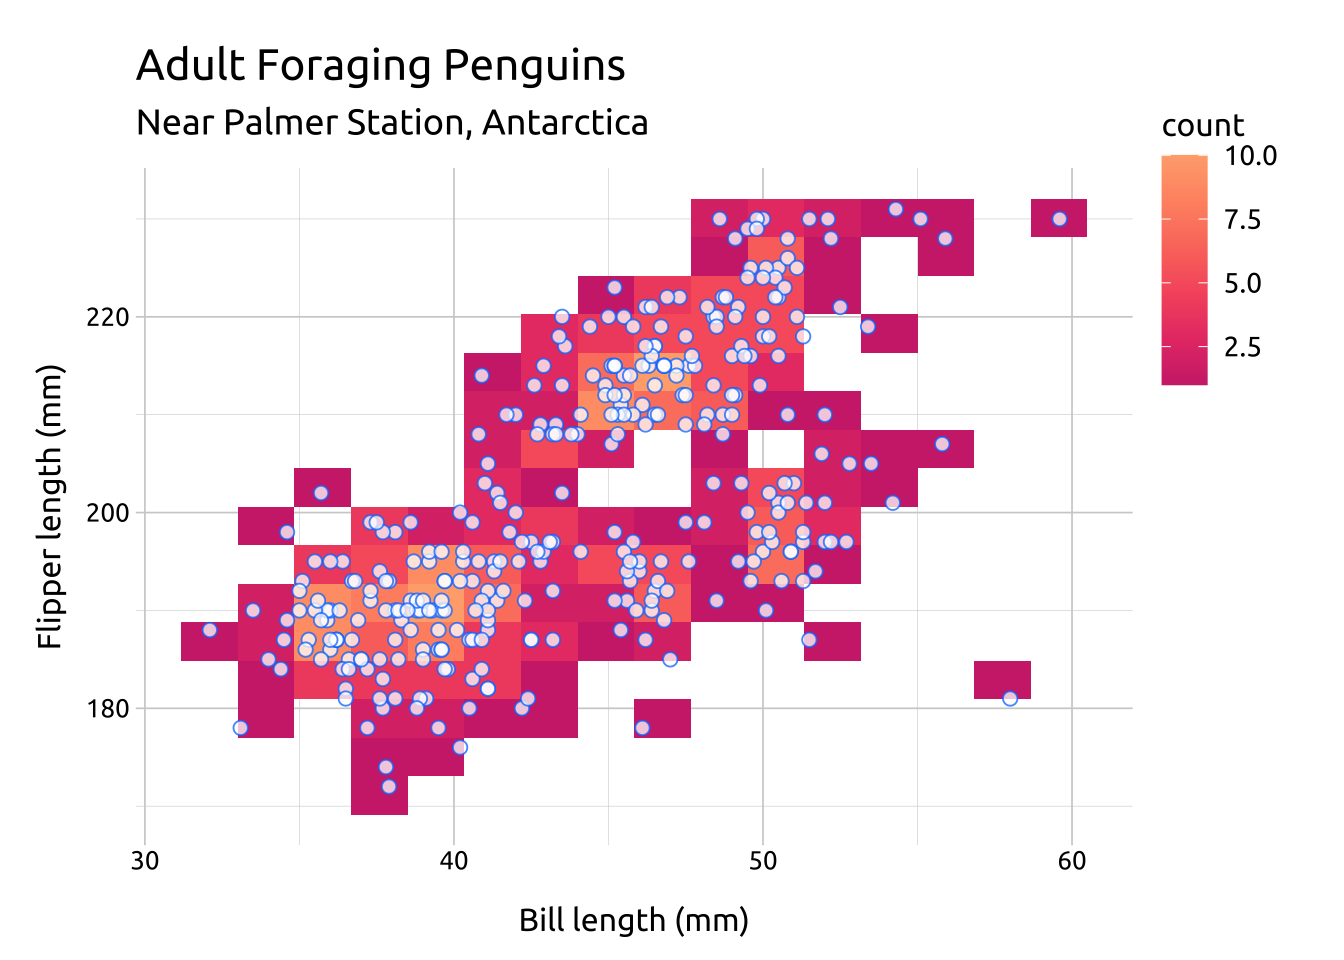 Adult Foraging Penguins
Near Palmer Station, Antarctica
count
10.0
7.5
5.0
2.5
Flipper length (mm)
220
200
180
30 40 50 60
Bill length (mm)